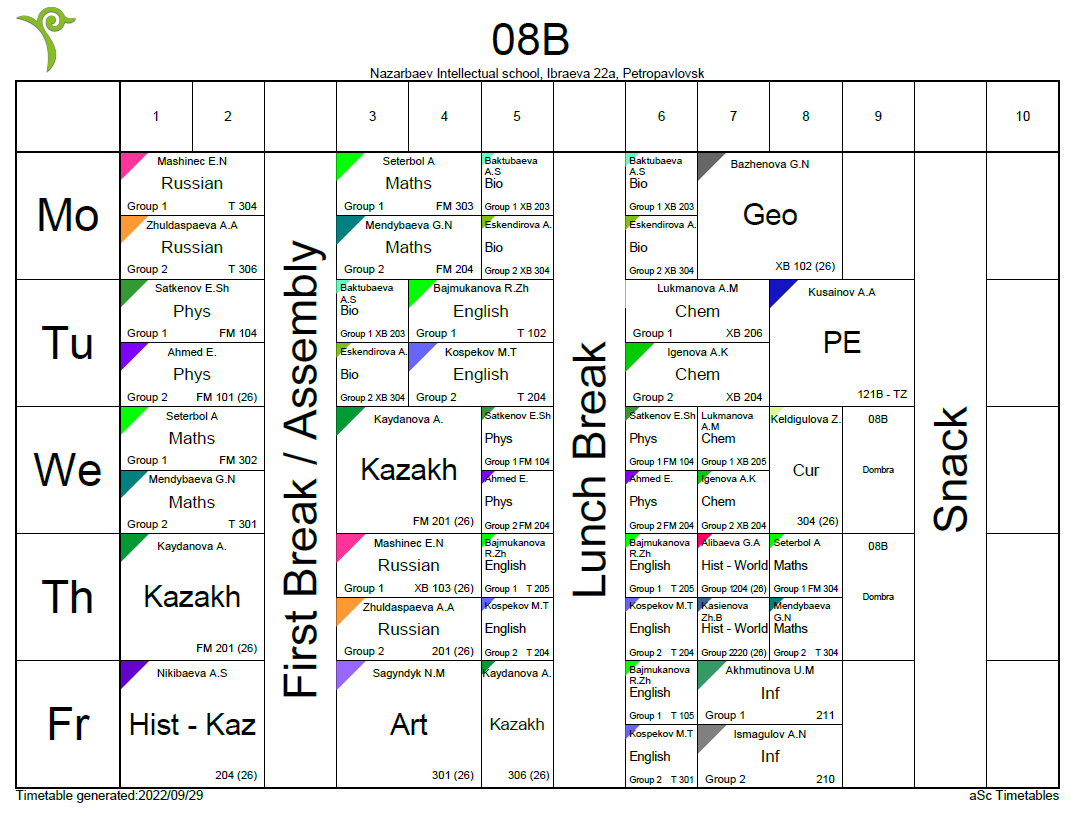 08B
Nazarbaev Intellectual school, Ibraeva 22a, Petropavlovsk
1 2 3 4 5 6 7 8 9 10
First Break / Assembly
Lunch Break
Snack
Mo
Mashinec E.N
Russian
Group 1 T 304
Zhuldaspaeva A.A
Russian
Group 2 T 306
Seterbol A
Maths
Group 1 FM 303
Mendybaeva G.N
Maths
Group 2 FM 204
Baktubaeva
A.S
Bio
Group 1 XB 203
Eskendirova A.
Bio
Group 2 XB 304
Baktubaeva
A.S
Bio
Group 1 XB 203
Eskendirova A.
Bio
Group 2 XB 304
Bazhenova G.N
Geo
XB 102 (26)
Tu
Satkenov E.Sh
Phys
Group 1 FM 104
Ahmed E.
Phys
Group 2 FM 101 (26)
Baktubaeva
A.S
Bio
Group 1 XB 203
Eskendirova A.
Bio
Group 2 XB 304
Bajmukanova R.Zh
English
Group 1 T 102
Kospekov M.T
English
Group 2 T 204
Lukmanova A.M
Chem
Group 1 XB 206
Igenova A.K
Chem
Group 2 XB 204
Kusainov A.A
PE
121B - TZ
We
Seterbol A
Maths
Group 1 FM 302
Mendybaeva G.N
Maths
Group 2 T 301
Kaydanova A.
Kazakh
FM 201 (26)
Satkenov E.Sh
Phys
Group 1 FM 104
Ahmed E.
Phys
Group 2 FM 204
Satkenov E.Sh
Phys
Group 1 FM 104
Ahmed E.
Phys
Group 2 FM 204
Lukmanova
A.M
Chem
Group 1 XB 205
Igenova A.K
Chem
Group 2 XB 204
Keldigulova Z.
Cur
304 (26)
08B
Dombra
Th
Kaydanova A.
Kazakh
FM 201 (26)
Mashinec E.N
Russian
Group 1 XB 103 (26)
Zhuldaspaeva A.A
Russian
Group 2 201 (26)
Bajmukanova
R.Zh
English
Group 1 T 205
Kospekov M.T
English
Group 2 T 204
Bajmukanova
R.Zh
English
Group 1 T 205
Kospekov M.T
English
Group 2 T 204
Alibaeva G.A
Hist - World
Group 1204 (26)
Kasienova
Zh.B
Hist - World
Group 2220 (26)
Seterbol A
Maths
Group 1 FM 304
Mendybaeva
G.N
Maths
Group 2 T 304
08B
Dombra
Fr
Nikibaeva A.S
Hist - Kaz
204 (26)
Sagyndyk N.M
Art
301 (26)
Kaydanova A.
Kazakh
306 (26)
Bajmukanova
R.Zh
English
Group 1 T 105
Kospekov M.T
English
Group 2 T 301
Akhmutinova U.M
Inf
Group 1 211
Ismagulov A.N
Inf
Group 2 210
Timetable generated:2022/09/29
aSc Timetables